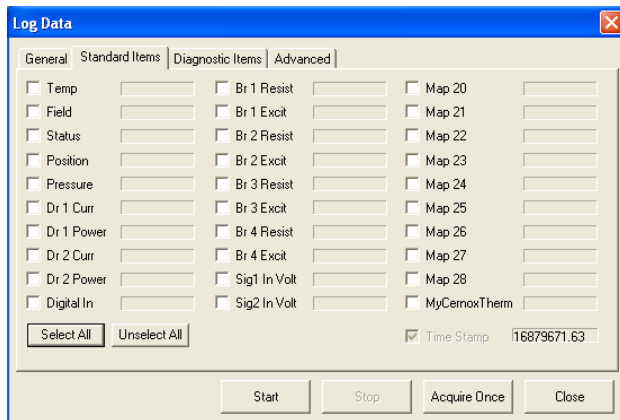 Log Data
General Standard Items Diagnostic Items Advanced
Temp Br 1 Resist Map 20
Field Br 1 Excit Map 21
Status Br 2 Resist Map 22
Position Br 2 Excit Map 23
Pressure Br 3 Resist Map 24
Dr 1 Curr Br 3 Excit Map 25
Dr 1 Power Br 4 Resist Map 26
Dr 2 Curr Br 4 Excit Map 27
Dr 2 Power Sig1 In Volt Map 28
Digital In Sig2 In Volt MyCernoxTherm
Select All Unselect All Time Stamp 16879671.63
Start Stop Acquire Once Close